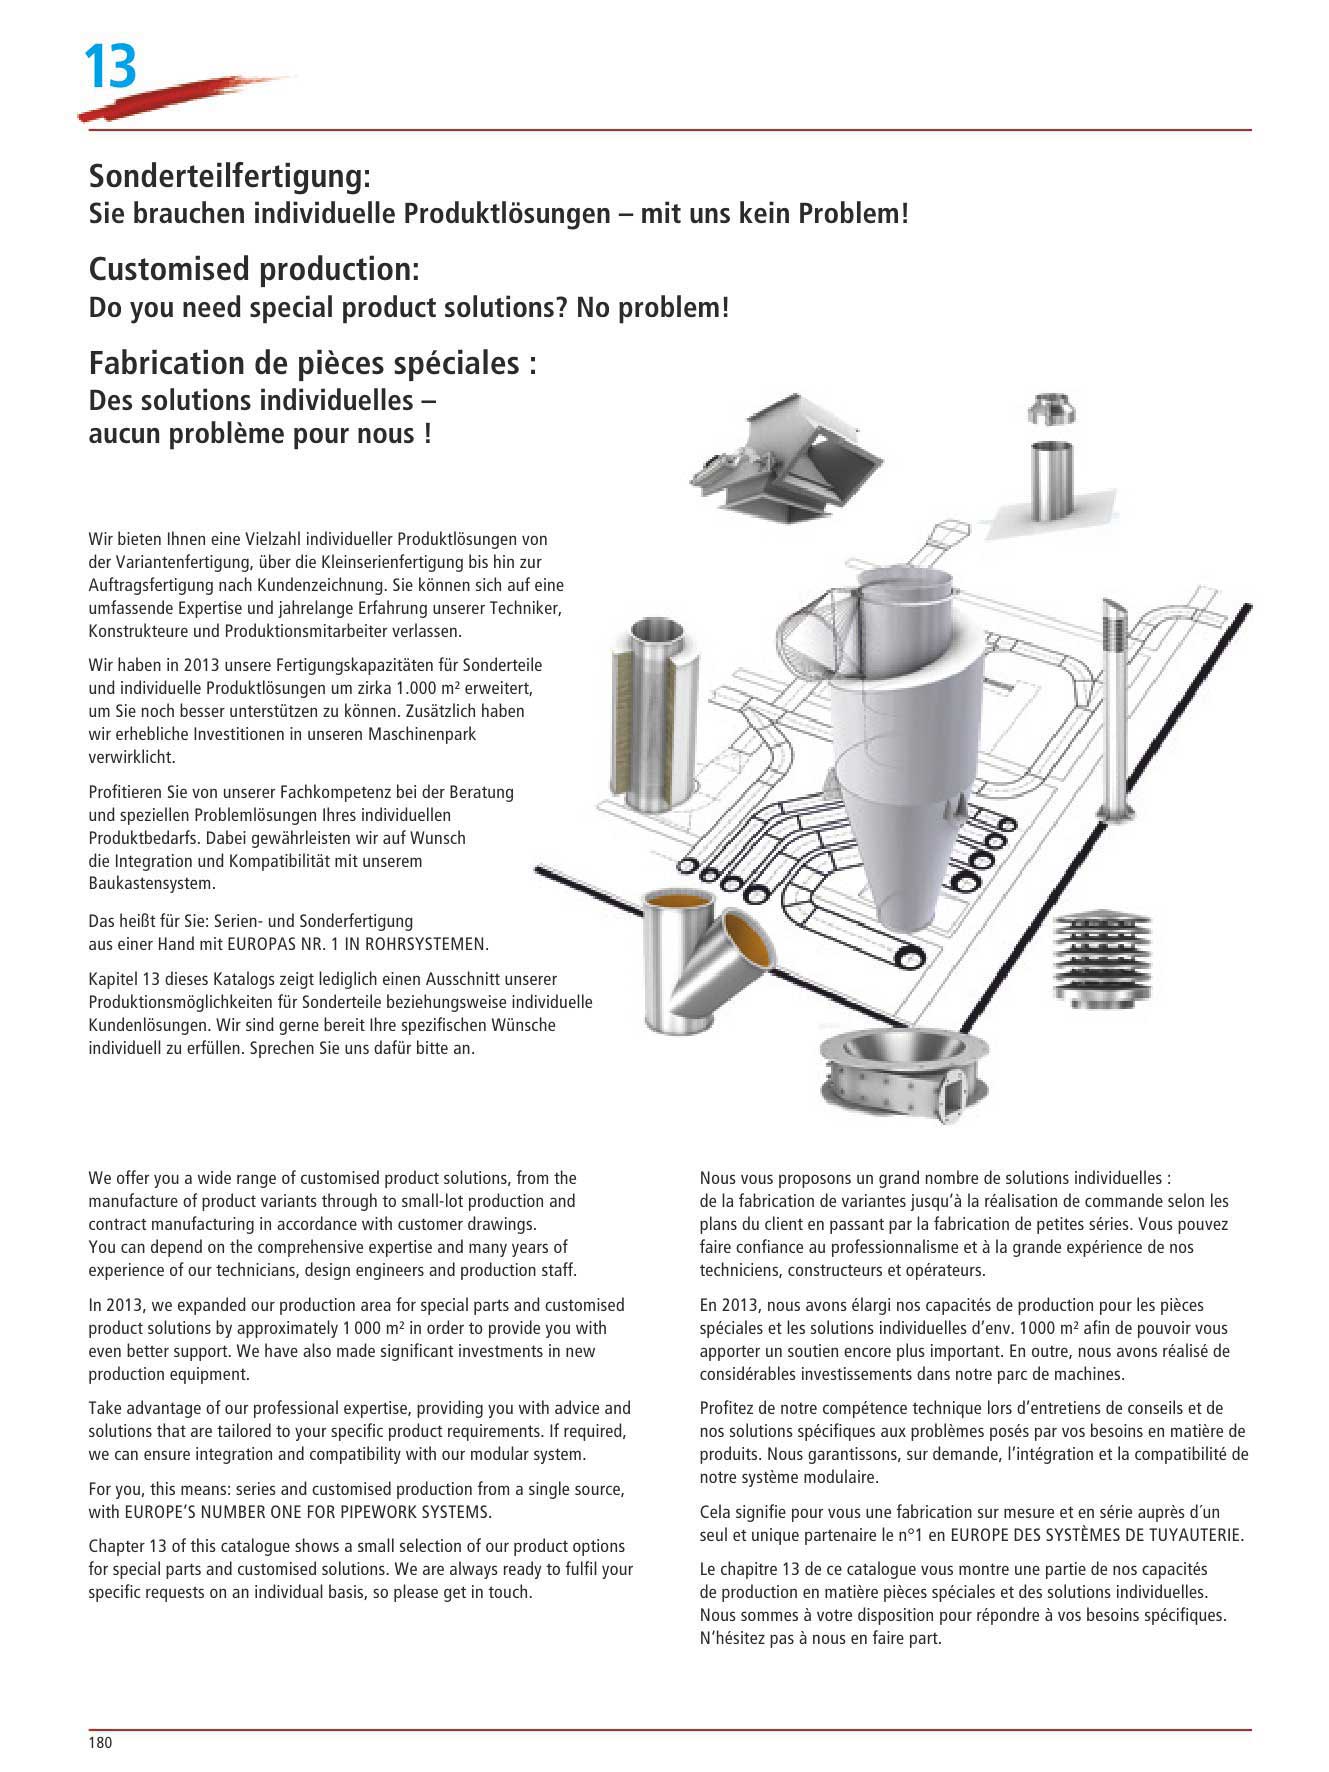 13
Sonderteilfertigung:
Sie brauchen individuelle Produktlösungen – mit uns kein Problem!
Customised production:
Do you need special product solutions? No problem!
Fabrication de pièces spéciales :
Des solutions individuelles –
aucun problème pour nous !
Wir bieten Ihnen eine Vielzahl individueller Produktlösungen von
der Variantenfertigung, über die Kleinserienfertigung bis hin zur
Auftragsfertigung nach Kundenzeichnung. Sie können sich auf eine
umfassende Expertise und jahrelange Erfahrung unserer Techniker,
Konstrukteure und Produktionsmitarbeiter verlassen.
Wir haben in 2013 unsere Fertigungskapazitäten für Sonderteile
und individuelle Produktlösungen um zirka 1.000 m² erweitert,
um Sie noch besser unterstützen zu können. Zusätzlich haben
wir erhebliche Investitionen in unseren Maschinenpark
verwirklicht.
Profitieren Sie von unserer Fachkompetenz bei der Beratung
und speziellen Problemlösungen Ihres individuellen
Produktbedarfs. Dabei gewährleisten wir auf Wunsch
die Integration und Kompatibilität mit unserem
Baukastensystem.
Das heißt für Sie: Serien- und Sonderfertigung
aus einer Hand mit EUROPAS NR. 1 IN ROHRSYSTEMEN.
Kapitel 13 dieses Katalogs zeigt lediglich einen Ausschnitt unserer
Produktionsmöglichkeiten für Sonderteile beziehungsweise individuelle
Kundenlösungen. Wir sind gerne bereit Ihre spezifischen Wünsche
individuell zu erfüllen. Sprechen Sie uns dafür bitte an.
We offer you a wide range of customised product solutions, from the
manufacture of product variants through to small-lot production and
contract manufacturing in accordance with customer drawings.
You can depend on the comprehensive expertise and many years of
experience of our technicians, design engineers and production staff.
In 2013, we expanded our production area for special parts and customised
product solutions by approximately 1 000 m² in order to provide you with
even better support. We have also made significant investments in new
production equipment.
Take advantage of our professional expertise, providing you with advice and
solutions that are tailored to your specific product requirements. If required,
we can ensure integration and compatibility with our modular system.
For you, this means: series and customised production from a single source,
with EUROPE’S NUMBER ONE FOR PIPEWORK SYSTEMS.
Chapter 13 of this catalogue shows a small selection of our product options
for special parts and customised solutions. We are always ready to fulfil your
specific requests on an individual basis, so please get in touch.
Nous vous proposons un grand nombre de solutions individuelles :
de la fabrication de variantes jusqu’à la réalisation de commande selon les
plans du client en passant par la fabrication de petites séries. Vous pouvez
faire confiance au professionnalisme et à la grande expérience de nos
techniciens, constructeurs et opérateurs.
En 2013, nous avons élargi nos capacités de production pour les pièces
spéciales et les solutions individuelles d’env. 1000 m² afin de pouvoir vous
apporter un soutien encore plus important. En outre, nous avons réalisé de
considérables investissements dans notre parc de machines.
Profitez de notre compétence technique lors d’entretiens de conseils et de
nos solutions spécifiques aux problèmes posés par vos besoins en matière de
produits. Nous garantissons, sur demande, l’intégration et la compatibilité de
notre système modulaire.
Cela signifie pour vous une fabrication sur mesure et en série auprès d´un
seul et unique partenaire le n°1 en EUROPE DES SYSTÈMES DE TUYAUTERIE.
Le chapitre 13 de ce catalogue vous montre une partie de nos capacités
de production en matière pièces spéciales et des solutions individuelles.
Nous sommes à votre disposition pour répondre à vos besoins spécifiques.
N’hésitez pas à nous en faire part.
180